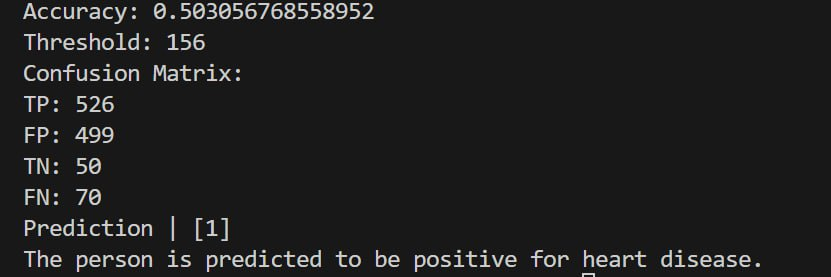 Accuracy: 0.503056768558952
Threshold: 156
Confusion Matrix:
TP: 526
FP: 499
TN: 50
FN: 70
Prediction | [1]
The person is predicted to be positive for heart disease.